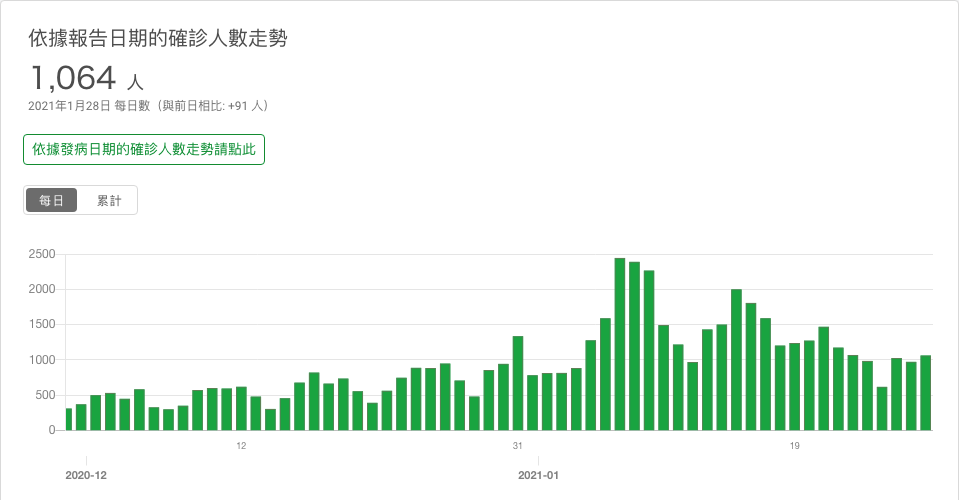 依據報告日期的確診人數走勢
1,064 人
2021年1月28日 每日數（與前日相比: +91 人）
依據發病日期的確診人數走勢請點此
每日 累計
2500
2000
1500
1000
500
0
12 31 19
2020-12 2021-01